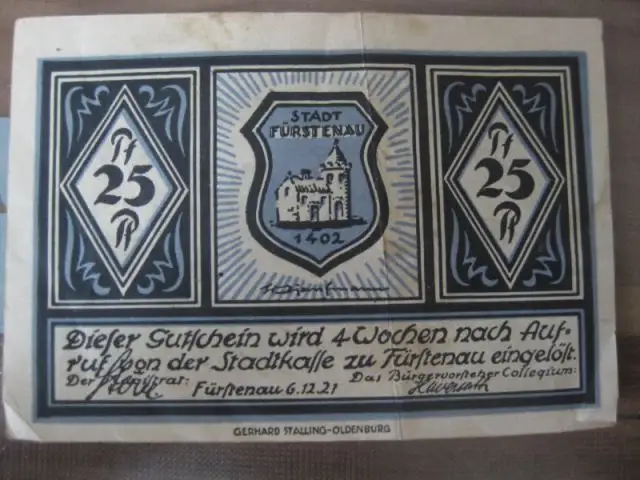 STADT
FÜRSTENAU
1402
Pf
25
Pf
Pf
25
Pf
Dieser Gutschein wird 4 Wochen nach Auf-
ruf von der Stadtkasse zu Fürstenau eingelöst.
Der Magistrat: Fürstenau 6.12.21 Das Bürgervorsteher Collegium:
GERHARD STALLING-OLDENBURG